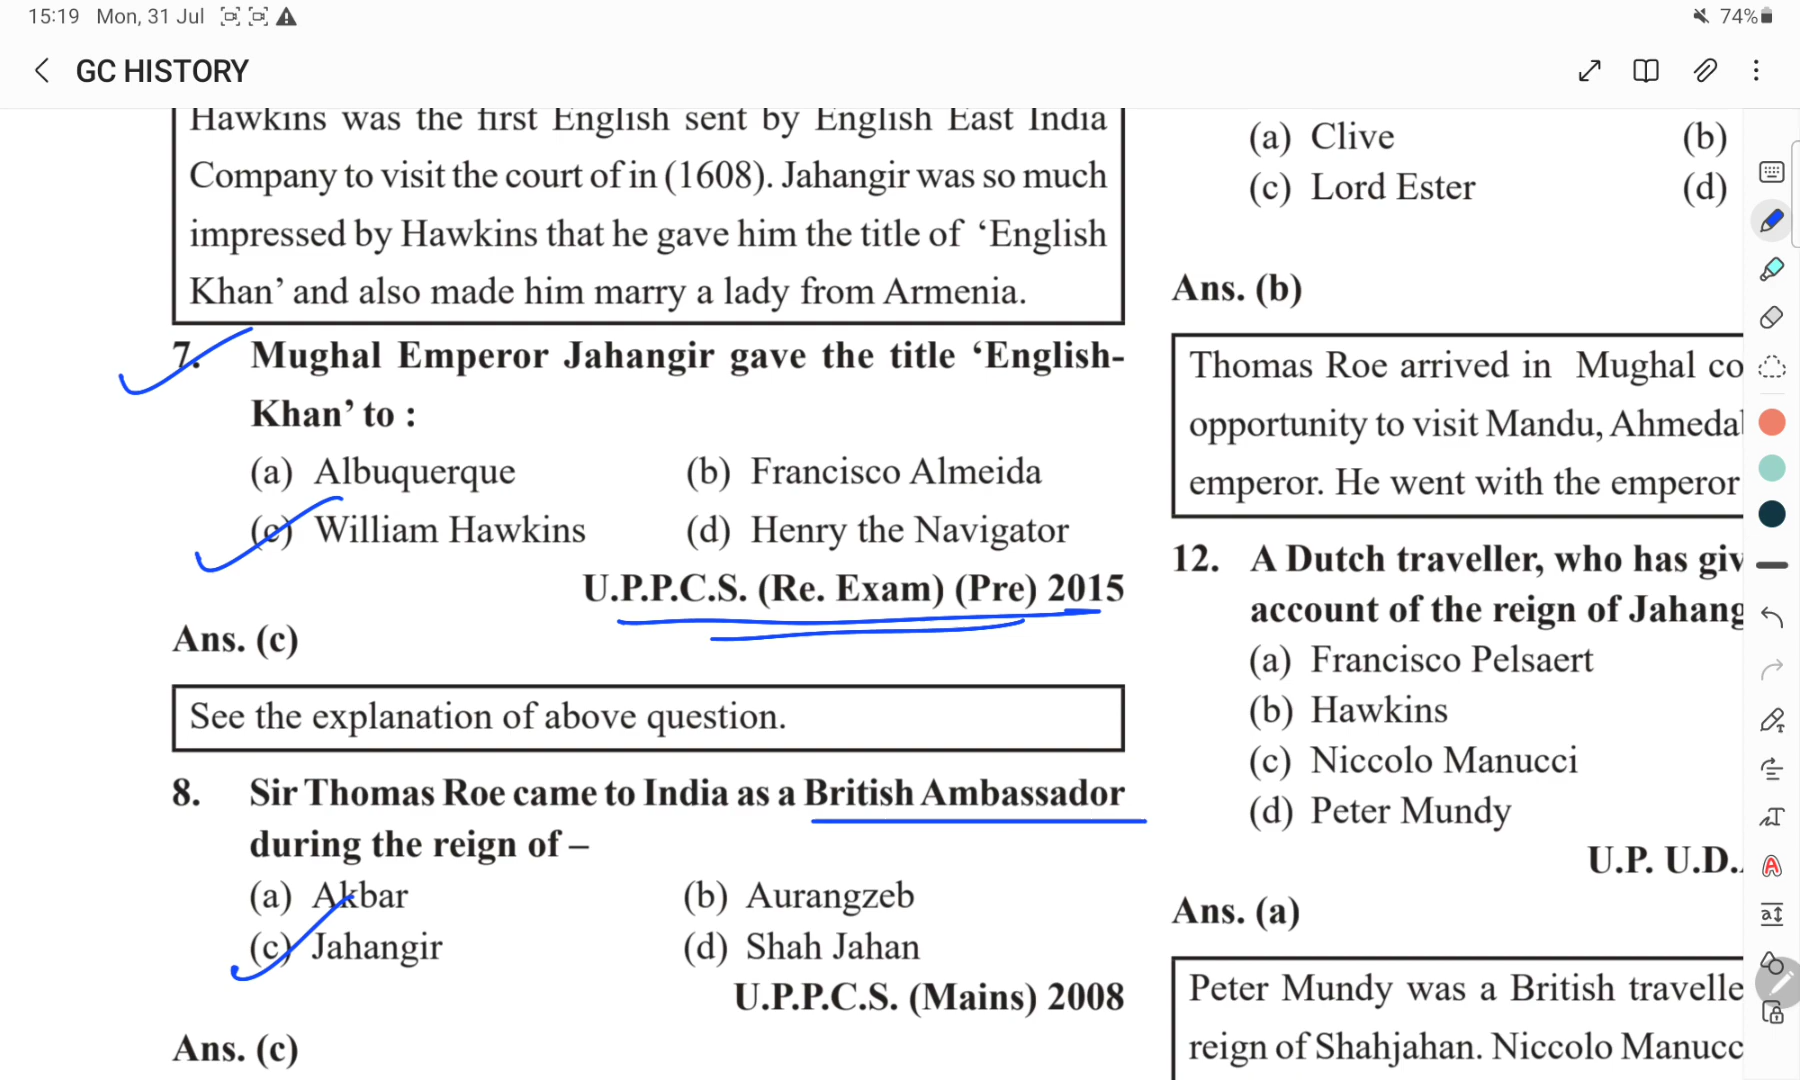 15:19 Mon, 31 Jul
74%
GC HISTORY
Hawkins was the first English sent by English East India
Company to visit the court of in (1608). Jahangir was so much
impressed by Hawkins that he gave him the title of ‘English
Khan’ and also made him marry a lady from Armenia.
7. Mughal Emperor Jahangir gave the title ‘English-
Khan’ to :
(a) Albuquerque (b) Francisco Almeida
(c) William Hawkins (d) Henry the Navigator
U.P.P.C.S. (Re. Exam) (Pre) 2015
Ans. (c)
See the explanation of above question.
8. Sir Thomas Roe came to India as a British Ambassador
during the reign of –
(a) Akbar (b) Aurangzeb
(c) Jahangir (d) Shah Jahan
U.P.P.C.S. (Mains) 2008
Ans. (c)
(a) Clive (b)
(c) Lord Ester (d)
Ans. (b)
Thomas Roe arrived in Mughal co
opportunity to visit Mandu, Ahmeda
emperor. He went with the emperor
12. A Dutch traveller, who has giv
account of the reign of Jahang
(a) Francisco Pelsaert
(b) Hawkins
(c) Niccolo Manucci
(d) Peter Mundy
U.P. U.D.
Ans. (a)
Peter Mundy was a British travelle
reign of Shahjahan. Niccolo Manucc